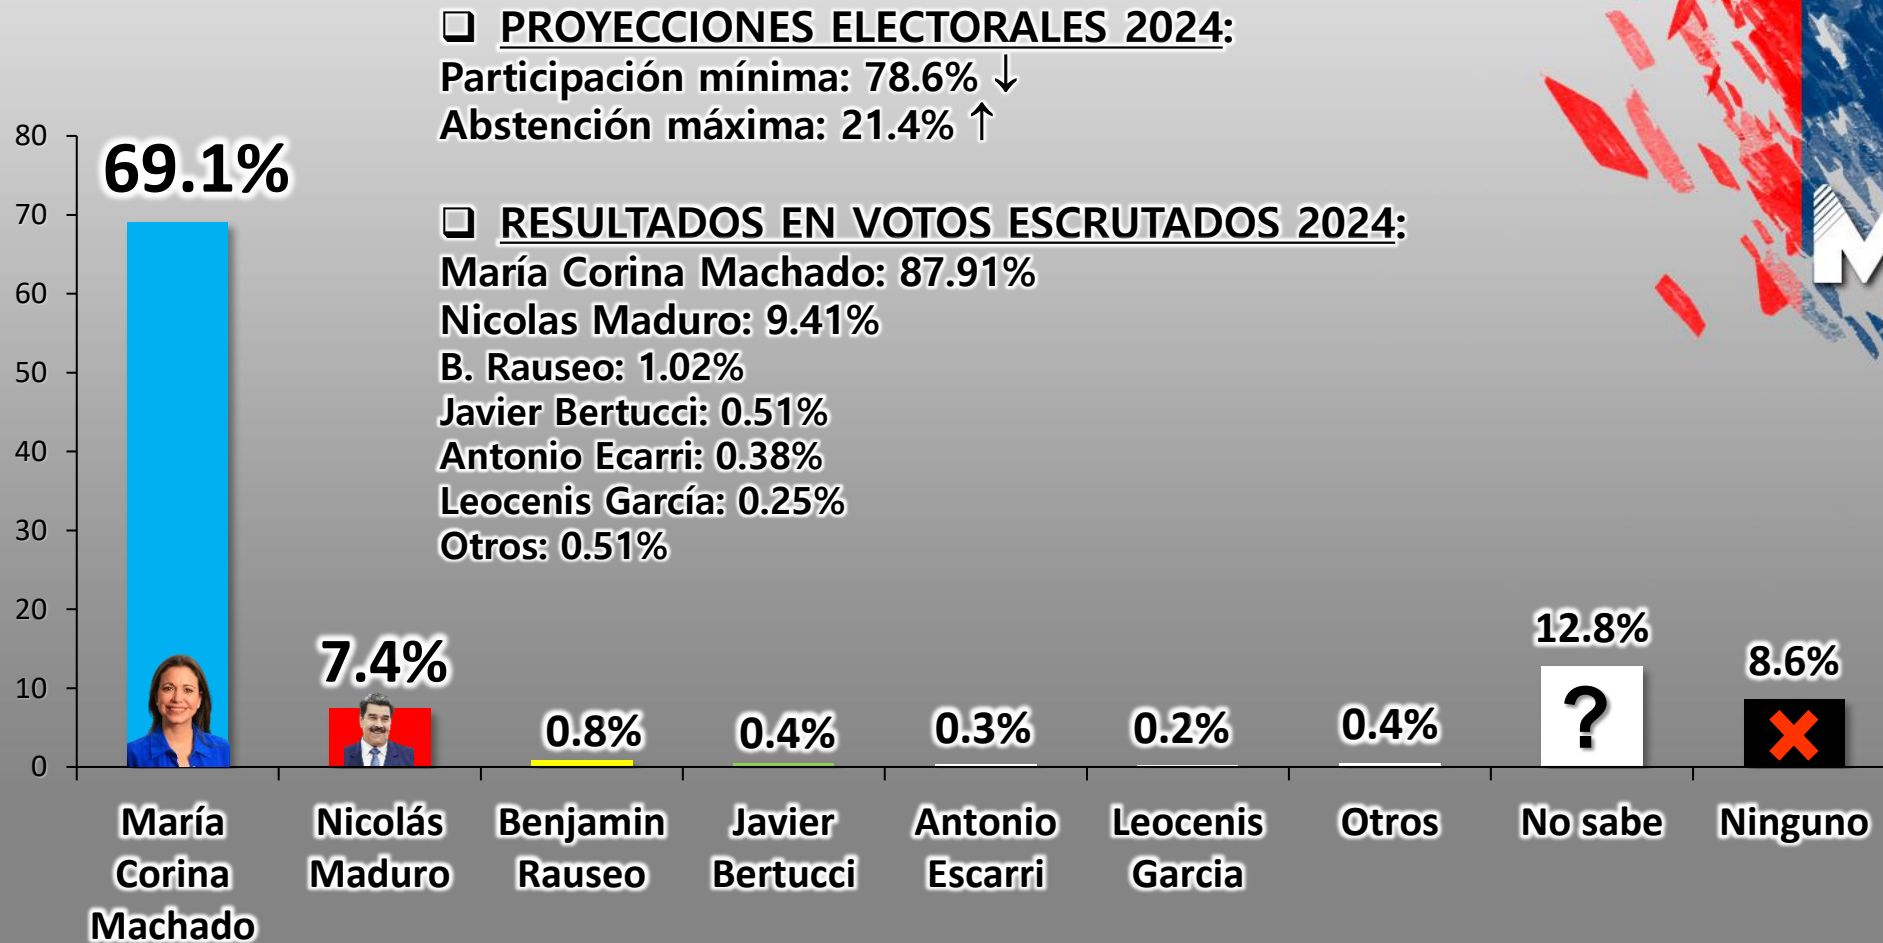 ❑ PROYECCIONES ELECTORALES 2024:
Participación mínima: 78.6% ↓
Abstención máxima: 21.4% ↑
❑ RESULTADOS EN VOTOS ESCRUTADOS 2024:
María Corina Machado: 87.91%
Nicolas Maduro: 9.41%
B. Rauseo: 1.02%
Javier Bertucci: 0.51%
Antonio Ecarri: 0.38%
Leocenis García: 0.25%
Otros: 0.51%
80
70
60
50
40
30
20
10
0
69.1%
7.4%
0.8%
0.4%
0.3%
0.2%
0.4%
12.8%
8.6%
?
María
Corina
Machado
Nicolás
Maduro
Benjamin
Rauseo
Javier
Bertucci
Antonio
Escarri
Leocenis
Garcia
Otros
No sabe
Ninguno